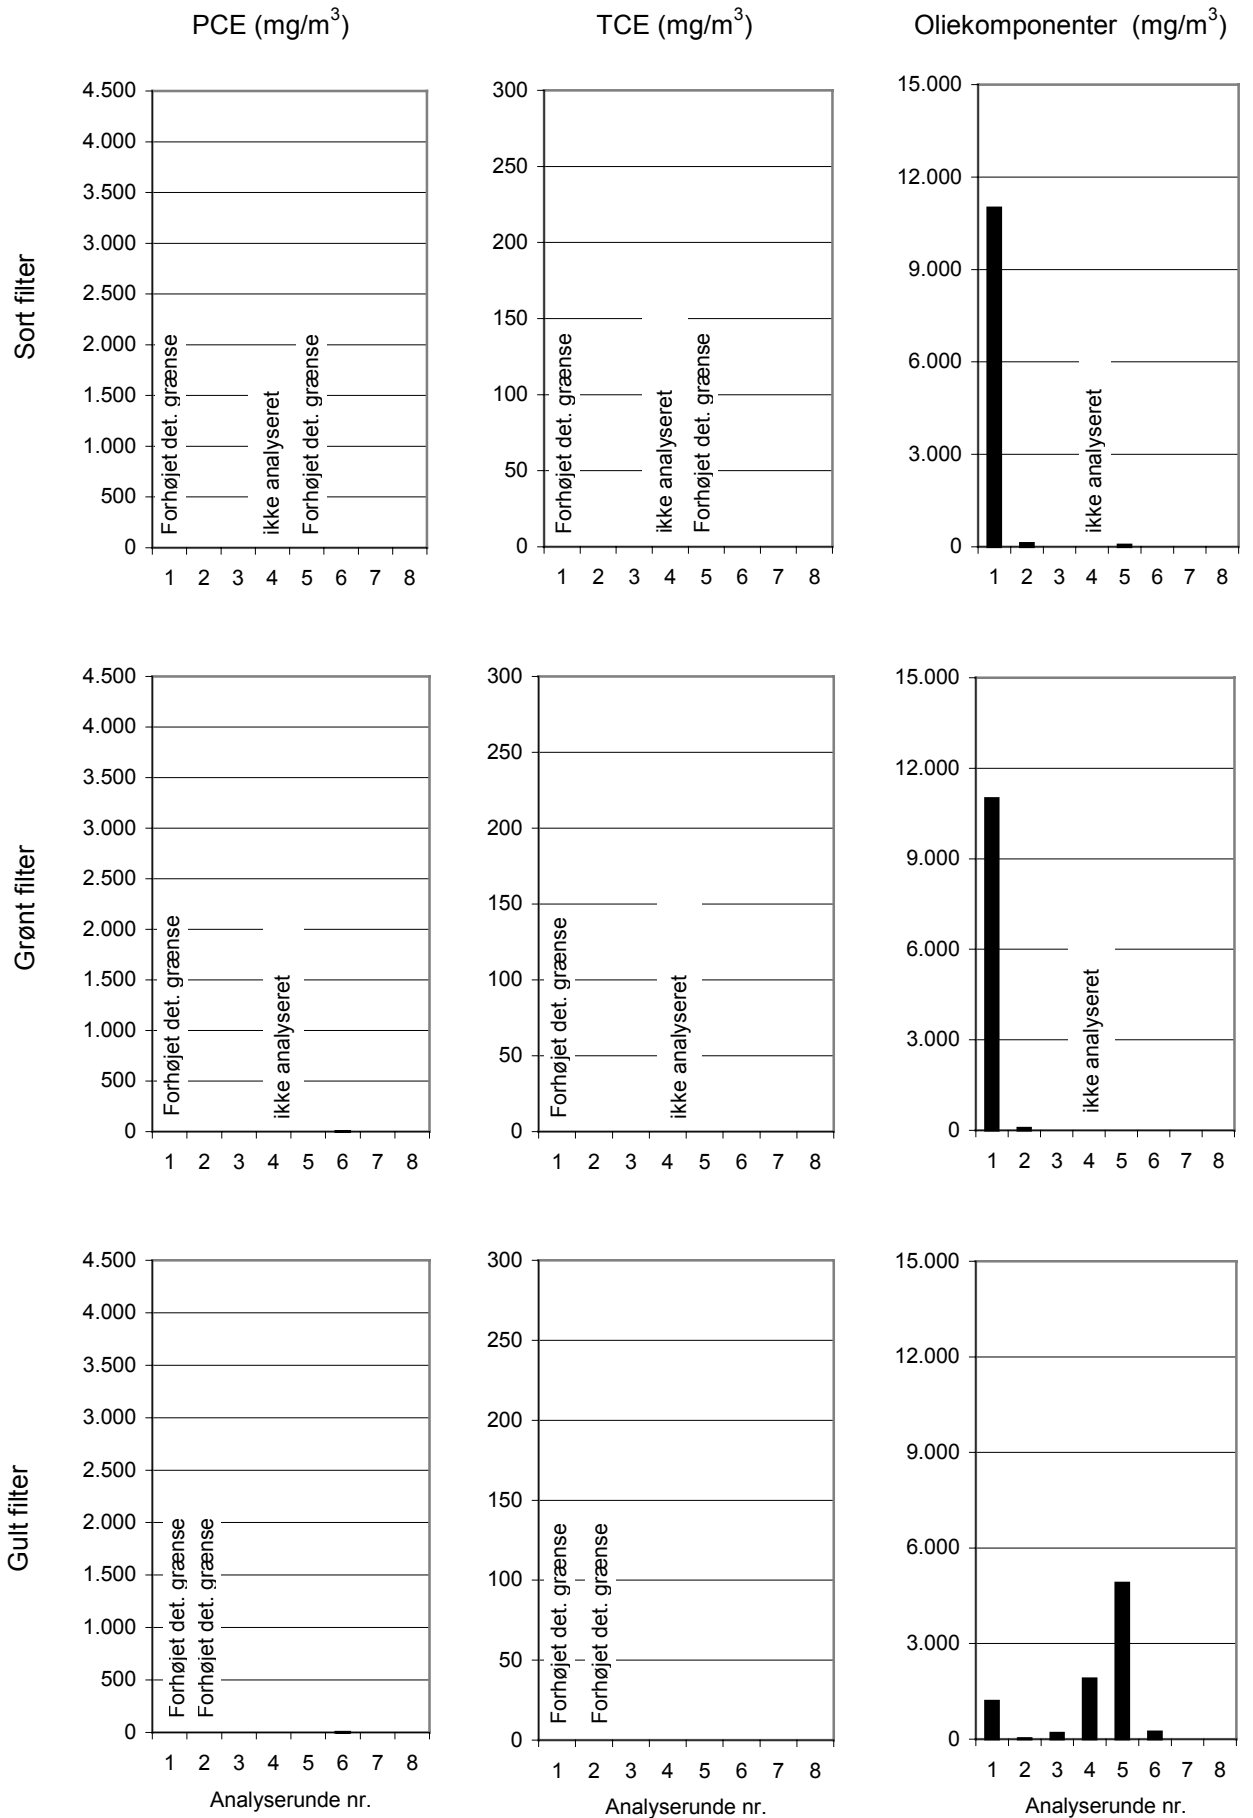 PCE (mg/m³)
TCE (mg/m³)
Oliekomponenter (mg/m³)
Sort filter
4.500
4.000
3.500
3.000
2.500
2.000
1.500
1.000
500
0
Forhøjet det. grænse
ikke analyseret
Forhøjet det. grænse
1 2 3 4 5 6 7 8
300
250
200
150
100
50
0
Forhøjet det. grænse
ikke analyseret
Forhøjet det. grænse
1 2 3 4 5 6 7 8
15.000
12.000
9.000
6.000
3.000
0
ikke analyseret
1 2 3 4 5 6 7 8
Grønt filter
4.500
4.000
3.500
3.000
2.500
2.000
1.500
1.000
500
0
Forhøjet det. grænse
ikke analyseret
1 2 3 4 5 6 7 8
300
250
200
150
100
50
0
Forhøjet det. grænse
ikke analyseret
1 2 3 4 5 6 7 8
15.000
12.000
9.000
6.000
3.000
0
ikke analyseret
1 2 3 4 5 6 7 8
Gult filter
4.500
4.000
3.500
3.000
2.500
2.000
1.500
1.000
500
0
Forhøjet det. grænse
Forhøjet det. grænse
1 2 3 4 5 6 7 8
Analyserunde nr.
300
250
200
150
100
50
0
Forhøjet det. grænse
Forhøjet det. grænse
1 2 3 4 5 6 7 8
Analyserunde nr.
15.000
12.000
9.000
6.000
3.000
0
1 2 3 4 5 6 7 8
Analyserunde nr.